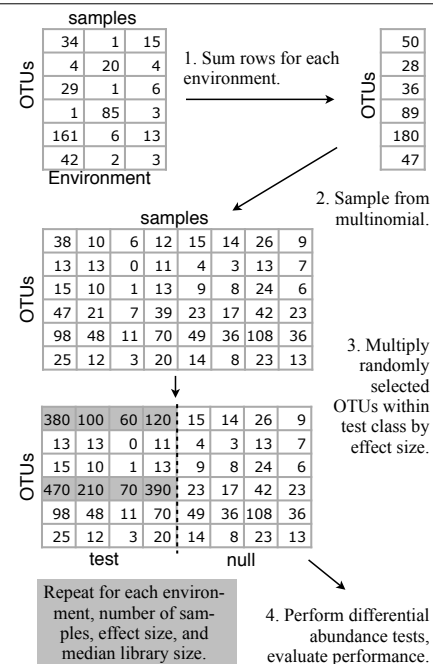 samples
34 1 15
4 20 4
29 1 6
1 85 3
161 6 13
42 2 3
OTUs
Environment
1. Sum rows for each
environment.
OTUs
50
28
36
89
180
47
2. Sample from
multinomial.
samples
OTUs
38 10 6 12 15 14 26 9
13 13 0 11 4 3 13 7
15 10 1 13 9 8 24 6
47 21 7 39 23 17 42 23
98 48 11 70 49 36 108 36
25 12 3 20 14 8 23 13
3. Multiply
randomly
selected
OTUs within
test class by
effect size.
OTUs
380 100 60 120 15 14 26 9
13 13 0 11 4 3 13 7
15 10 1 13 9 8 24 6
470 210 70 390 23 17 42 23
98 48 11 70 49 36 108 36
25 12 3 20 14 8 23 13
test null
Repeat for each environ-
ment, number of sam-
ples, effect size, and
median library size.
4. Perform differential
abundance tests,
evaluate performance.